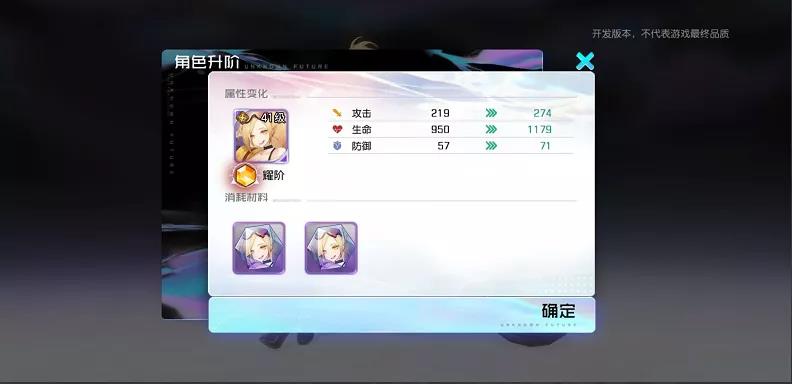 开发版本，不代表游戏最终品质
角色升阶 UNKNOWN FUTURE
UNKNOWN FUTURE
属性变化
41级
攻击 219 274
生命 950 1179
防御 57 71
耀阶
消耗材料
确定
UNKNOWN FUTURE